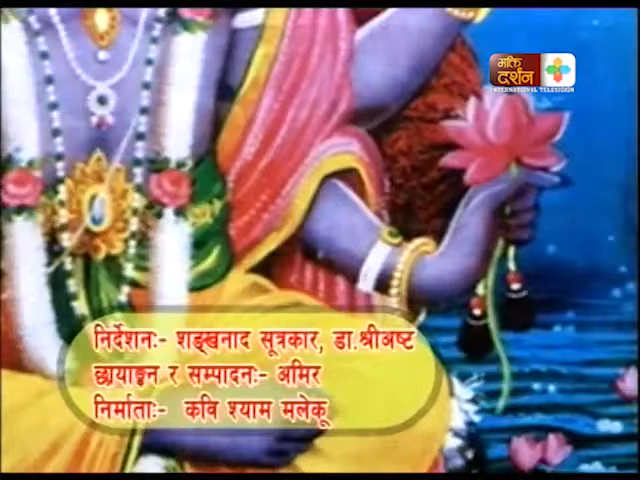 भक्ति
दर्शन
INTERNATIONAL TELEVISION
निर्देशनः- शङ्खनाद सूत्रकार, डा.श्रीअष्ट
छायाङ्कन र सम्पादनः- अमिर
निर्माताः- कवि श्याम मलेकू